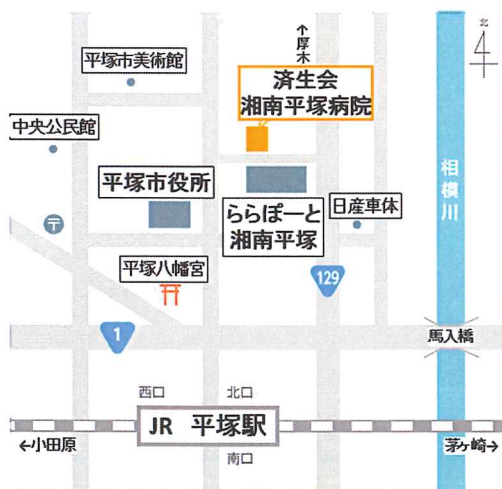 ↑厚木
北
平塚市美術館
済生会
湘南平塚病院
中央公民館
平塚市役所
ららぽーと
湘南平塚
日産車体
相模川
〒
平塚八幡宮
129
1
馬入橋
西口
北口
JR 平塚駅
←小田原
茅ヶ崎→
南口